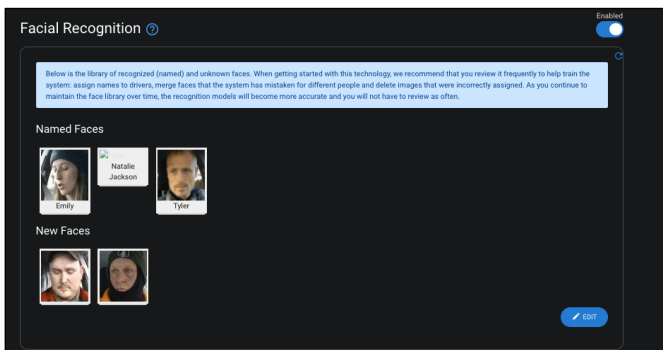 Enabled
Facial Recognition
Below is the library of recognized (named) and unknown faces. When getting started with this technology, we recommend that you review it frequently to help train the
system: assign names to drivers, merge faces that the system has mistaken for different people and delete images that were incorrectly assigned. As you continue to
maintain the face library over time, the recognition models will become more accurate and you will not have to review as often.
Named Faces
Natalie
Jackson
Emily
Tyler
New Faces
EDIT